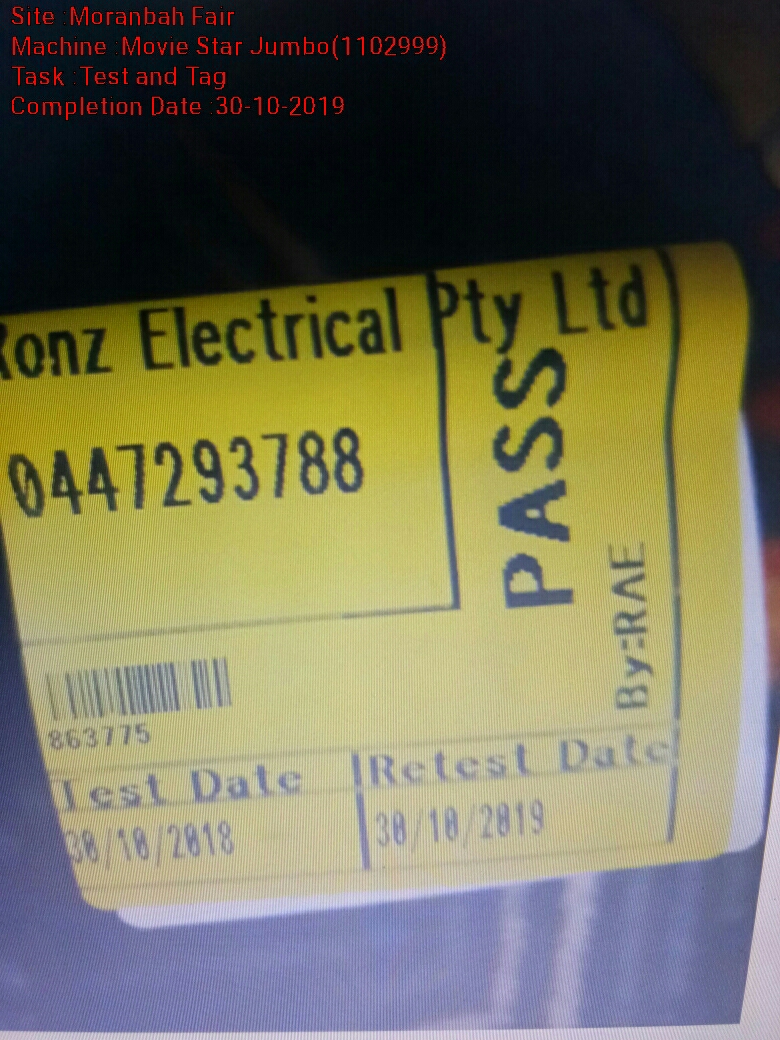 Site :Moranbah Fair
Machine :Movie Star Jumbo(1102999)
Task :Test and Tag
Completion Date :30-10-2019
Ronz Electrical Pty Ltd
0447293788
PASS
By:RAE
863775
Test Date Retest Date
30/10/2018 30/10/2019